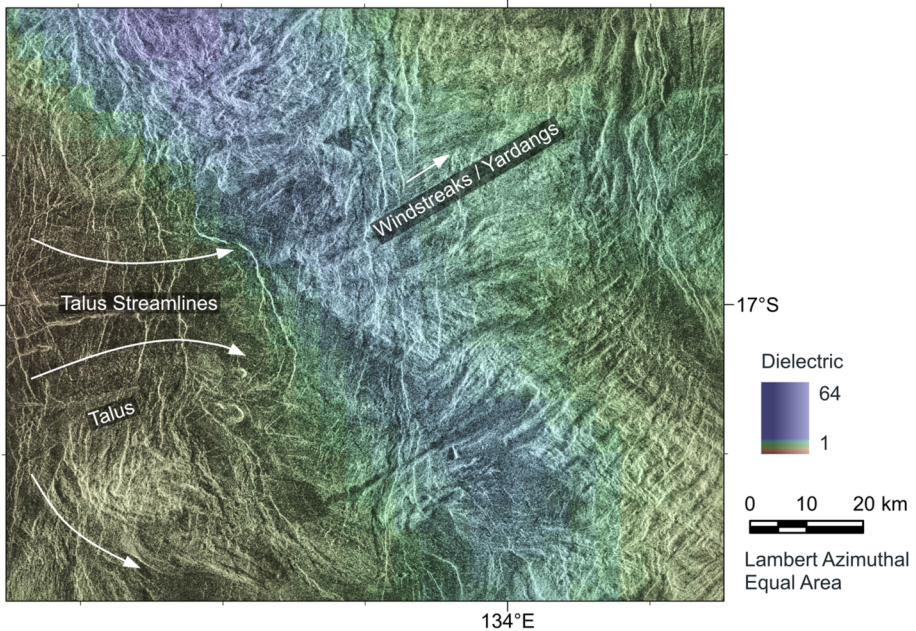 Windstreaks / Yardangs
Talus Streamlines
Talus
17°S
134°E
Dielectric
64
1
0 10 20 km
Lambert Azimuthal
Equal Area